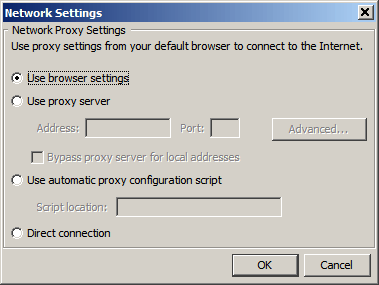 Network Settings
Network Proxy Settings
Use proxy settings from your default browser to connect to the Internet.
Use browser settings
Use proxy server
Address: Port: Advanced...
Bypass proxy server for local addresses
Use automatic proxy configuration script
Script location:
Direct connection
OK Cancel